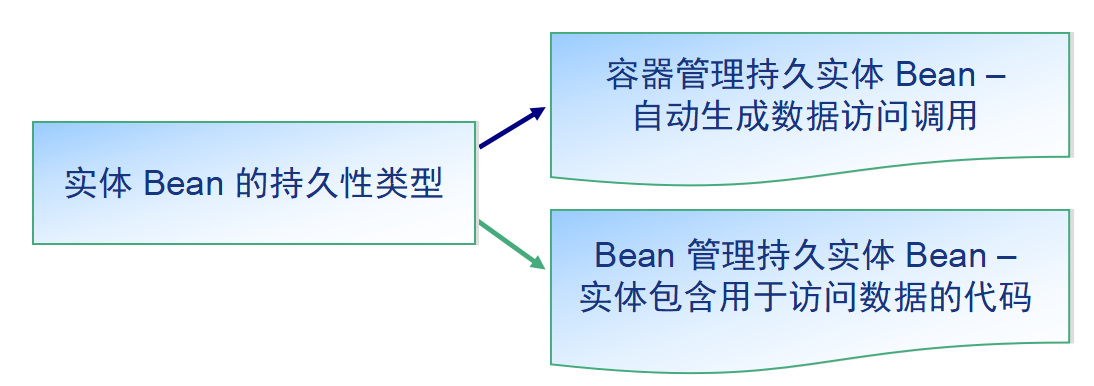 实体 Bean 的持久性类型
容器管理持久实体 Bean –
自动生成数据访问调用
Bean 管理持久实体 Bean –
实体包含用于访问数据的代码